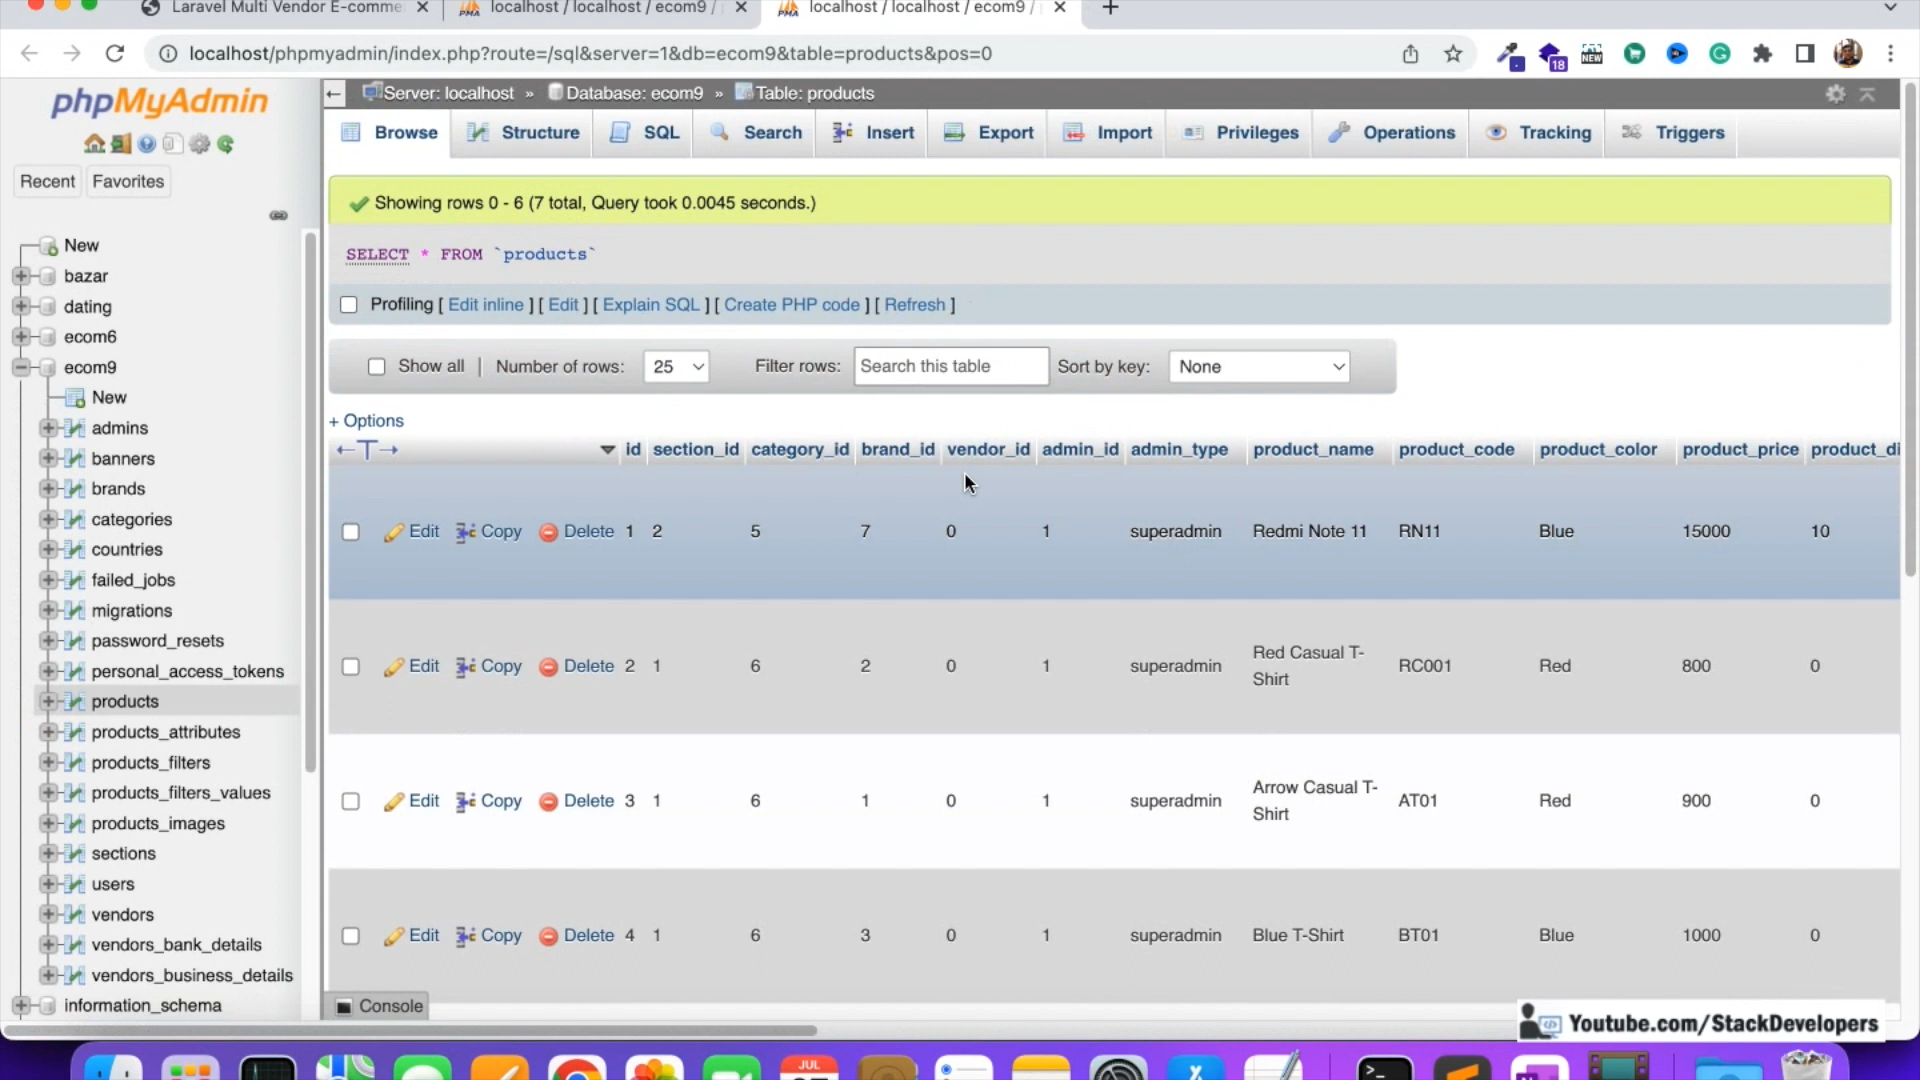 Laravel Multi Vendor E-comme
localhost / localhost / ecom9 /
localhost / localhost / ecom9 /
localhost/phpmyadmin/index.php?route=/sql&server=1&db=ecom9&table=products&pos=0
18
NEW
phpMyAdmin
Recent
Favorites
New
bazar
dating
ecom6
ecom9
New
admins
banners
brands
categories
countries
failed_jobs
migrations
password_resets
personal_access_tokens
products
products_attributes
products_filters
products_filters_values
products_images
sections
users
vendors
vendors_bank_details
vendors_business_details
information_schema
Server: localhost » Database: ecom9 » Table: products
Browse Structure SQL Search Insert Export Import Privileges Operations Tracking Triggers
Showing rows 0 - 6 (7 total, Query took 0.0045 seconds.)
SELECT * FROM `products`
Profiling [ Edit inline ] [ Edit ] [ Explain SQL ] [ Create PHP code ] [ Refresh ]
Show all | Number of rows: 25 Filter rows: Search this table Sort by key: None
+ Options
←T→ id section_id category_id brand_id vendor_id admin_id admin_type product_name product_code product_color product_price product_di
Edit Copy Delete 1 2 5 7 0 1 superadmin Redmi Note 11 RN11 Blue 15000 10
Edit Copy Delete 2 1 6 2 0 1 superadmin Red Casual T-
Shirt RC001 Red 800 0
Edit Copy Delete 3 1 6 1 0 1 superadmin Arrow Casual T-
Shirt AT01 Red 900 0
Edit Copy Delete 4 1 6 3 0 1 superadmin Blue T-Shirt BT01 Blue 1000 0
Console
Youtube.com/StackDevelopers
JUL